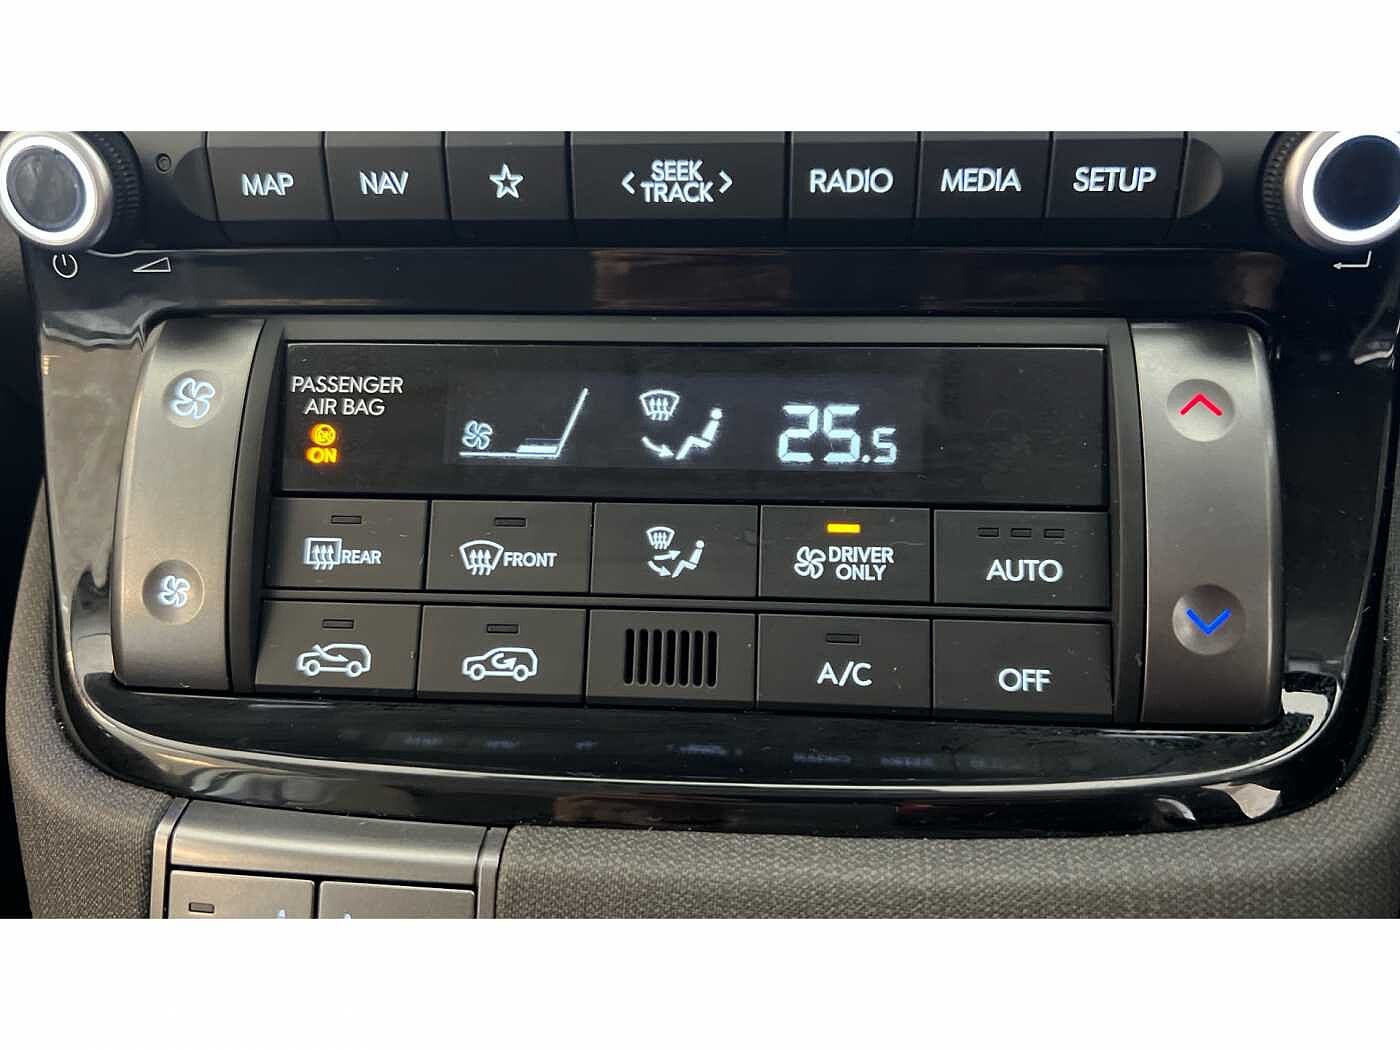 MAP
NAV
SEEK
TRACK
RADIO
MEDIA
SETUP
PASSENGER
AIR BAG
ON
25.5
REAR
FRONT
DRIVER
ONLY
AUTO
A/C
OFF